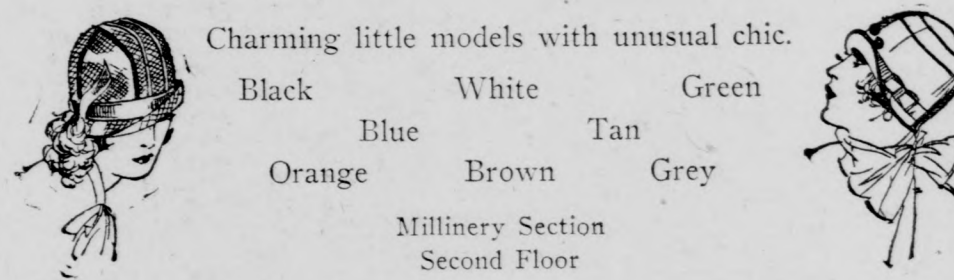 Charming little models with unusual chic.
Black White Green
Blue Tan
Orange Brown Grey
Millinery Section
Second Floor